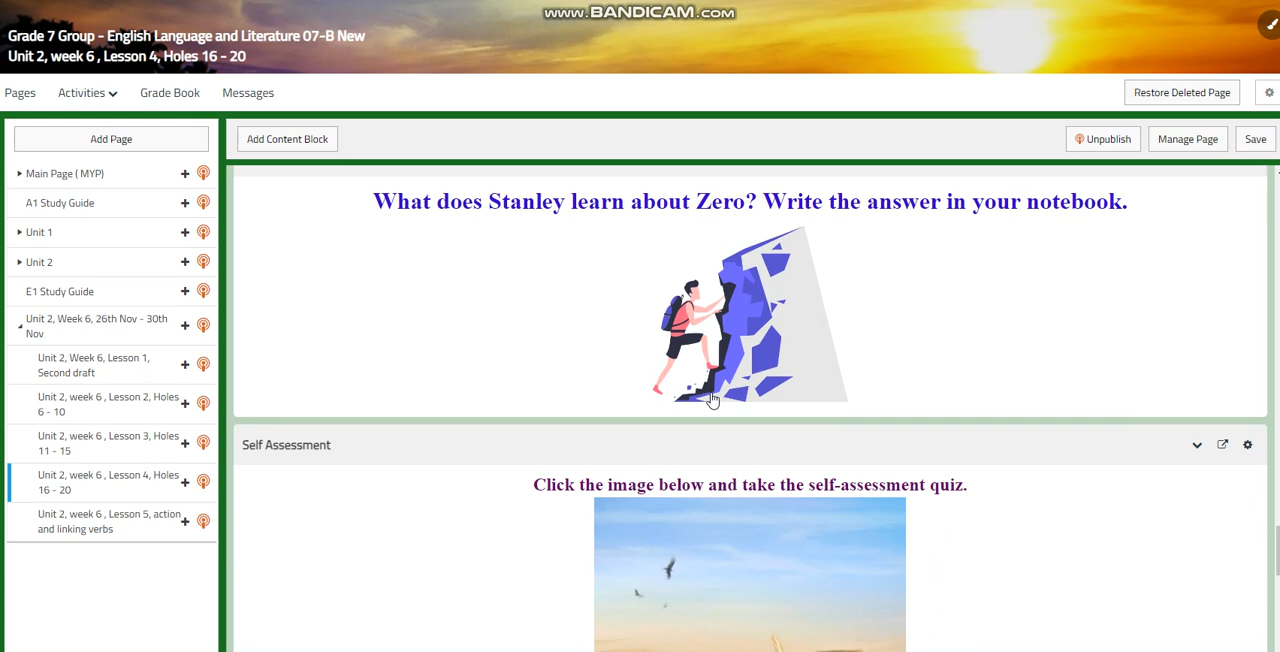 www.BANDICAM.com
Grade 7 Group - English Language and Literature 07-B New
Unit 2, week 6 , Lesson 4, Holes 16 - 20
Pages
Activities
Grade Book
Messages
Restore Deleted Page
Add Page
Add Content Block
Unpublish
Manage Page
Save
Main Page ( MYP)
A1 Study Guide
Unit 1
Unit 2
E1 Study Guide
Unit 2, Week 6, 26th Nov - 30th
Nov
Unit 2, Week 6, Lesson 1,
Second draft
Unit 2, week 6 , Lesson 2, Holes
6 - 10
Unit 2, week 6 , Lesson 3, Holes
11 - 15
Unit 2, week 6 , Lesson 4, Holes
16 - 20
Unit 2, week 6 , Lesson 5, action
and linking verbs
What does Stanley learn about Zero? Write the answer in your notebook.
Self Assessment
Click the image below and take the self-assessment quiz.